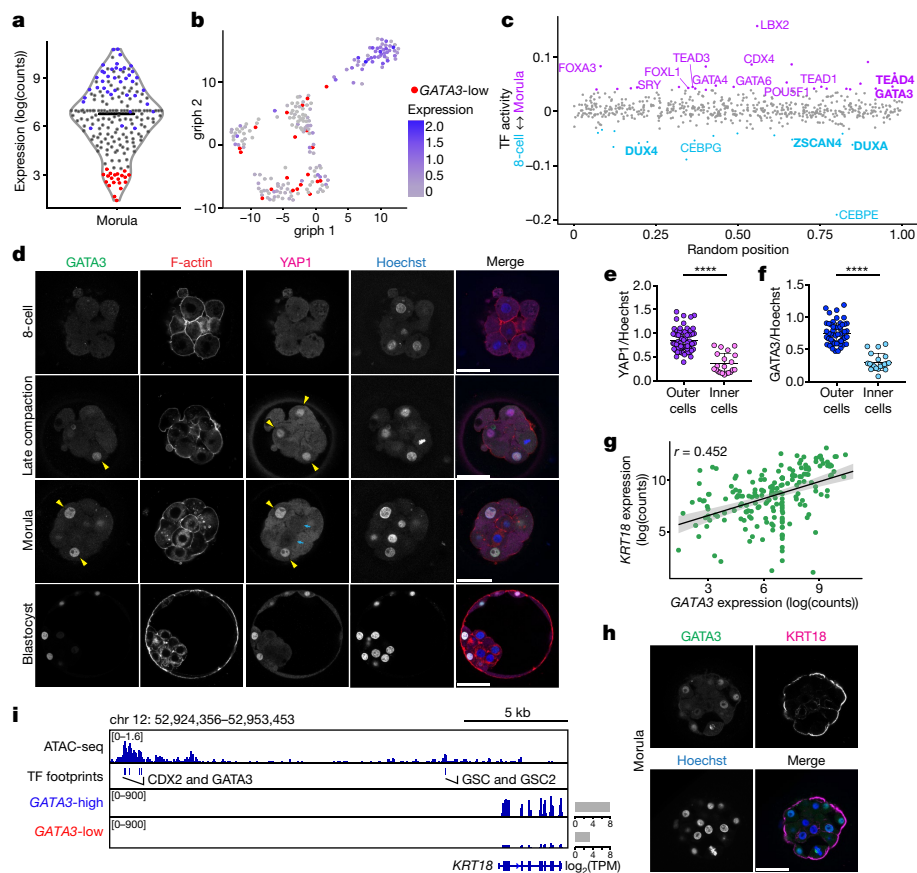 a
Expression (log(counts))
9
6
3
Morula
b
griph 2
10
0
−10
−10
−5
0
5
10
griph 1
GATA3-low
Expression
2.0
1.5
1.0
0.5
0
c
TF activity
8-cell ↔ Morula
0.1
0
−0.1
−0.2
0
0.25
0.50
0.75
1.00
Random position
LBX2
FOXA3
TEAD3
CDX4
FOXL1
SRY
GATA4
GATA6
TEAD1
POU5F1
TEAD4
GATA3
DUX4
CEBPG
ZSCAN4
DUXA
CEBPE
d
GATA3
F-actin
YAP1
Hoechst
Merge
8-cell
Late compaction
Morula
Blastocyst
e
****
YAP1/Hoechst
2.0
1.5
1.0
0.5
0.0
Outer cells
Inner cells
f
****
GATA3/Hoechst
1.5
1.0
0.5
0.0
Outer cells
Inner cells
g
r = 0.452
KRT18 expression
(log(counts))
10
5
3
6
9
GATA3 expression (log(counts))
h
GATA3
KRT18
Morula
Hoechst
Merge
i
chr 12: 52,924,356–52,953,453
5 kb
ATAC-seq
[0–1.6]
TF footprints
CDX2 and GATA3
GSC and GSC2
GATA3-high
[0–900]
0 4 8
GATA3-low
[0–900]
0 4 8
KRT18
log2(TPM)